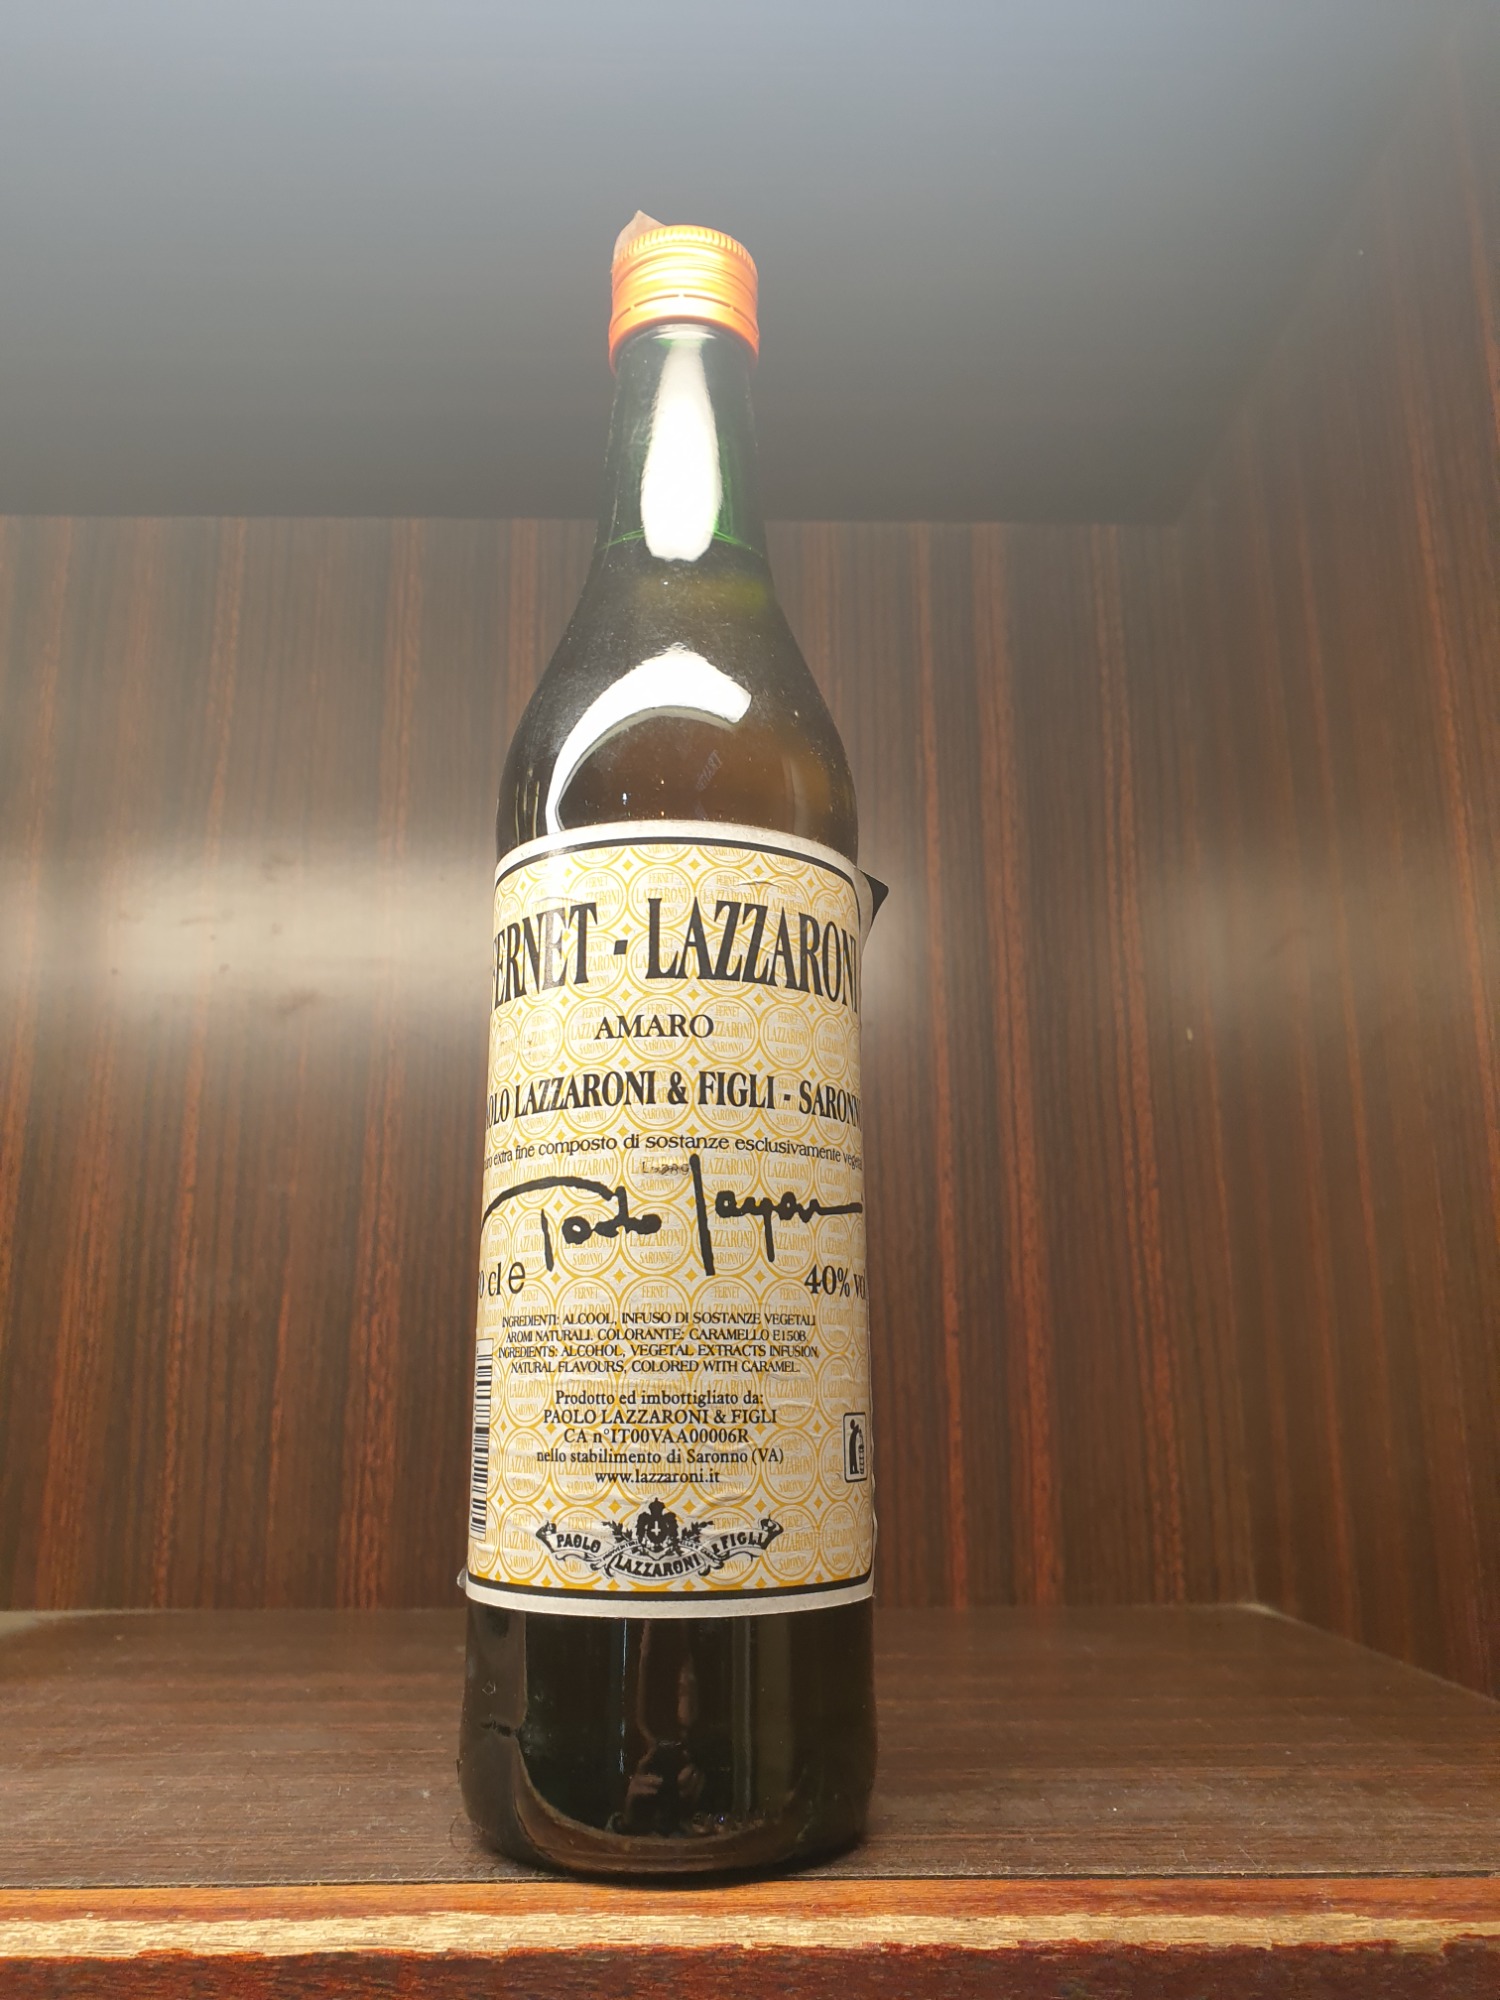 FERNET - LAZZARONI
AMARO
PAOLO LAZZARONI & FIGLI - SARONNO
extra fine composto di sostanze esclusivamente
Paolo Lazzaroni
cl e 40% vol
INGREDIENTI: ALCOOL, INFUSO DI SOSTANZE VEGETALI
AROMI NATURALI. COLORANTE: CARAMELLO E150B.
INGREDIENTS: ALCOHOL, VEGETAL EXTRACTS INFUSION,
NATURAL FLAVOURS, COLORED WITH CARAMEL.
Prodotto ed imbottigliato da:
PAOLO LAZZARONI & FIGLI
CA n°IT00VAA00006R
nello stabilimento di Saronno (VA)
www.lazzaroni.it
PAOLO LAZZARONI E FIGLI